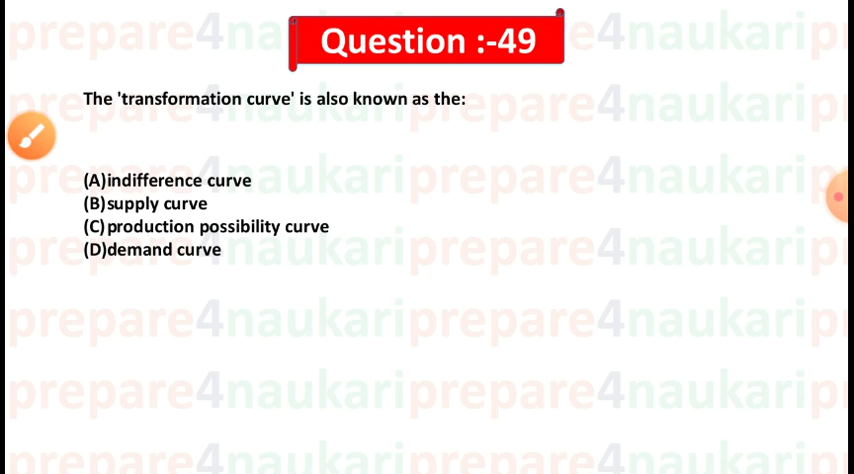 Question :-49
The 'transformation curve' is also known as the:
(A)indifference curve
(B)supply curve
(C)production possibility curve
(D)demand curve
prepare4naukari